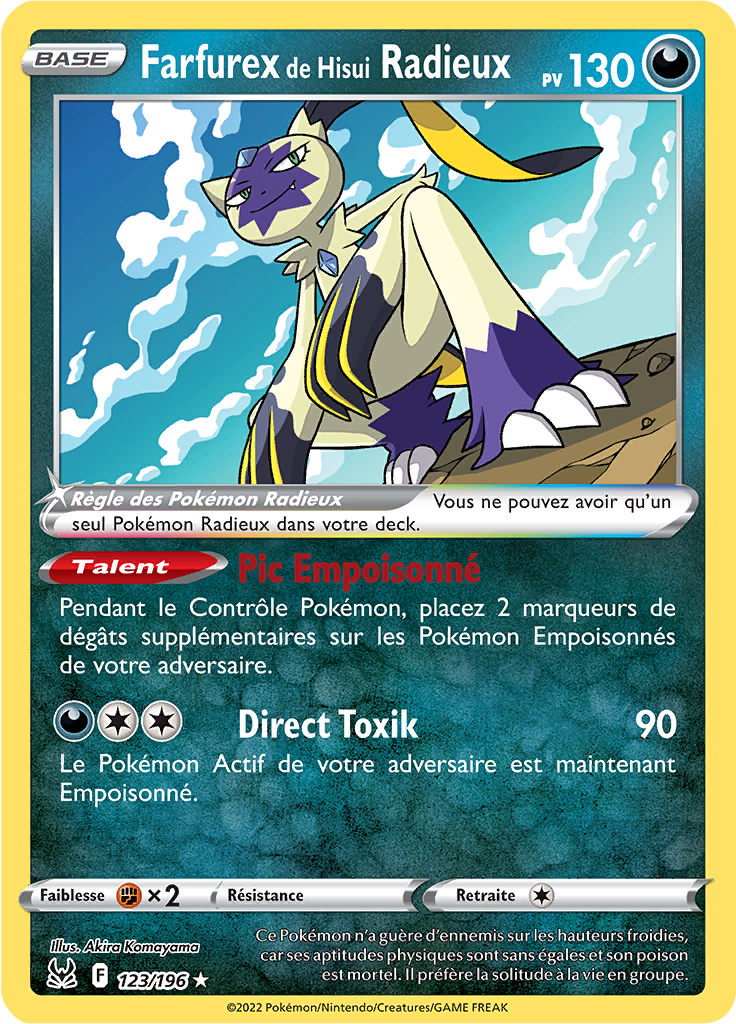 BASE
Farfurex de Hisui Radieux PV 130
Règle des Pokémon Radieux Vous ne pouvez avoir qu'un
seul Pokémon Radieux dans votre deck.
Talent Pic Empoisonné
Pendant le Contrôle Pokémon, placez 2 marqueurs de
dégâts supplémentaires sur les Pokémon Empoisonnés
de votre adversaire.
Direct Toxik 90
Le Pokémon Actif de votre adversaire est maintenant
Empoisonné.
Faiblesse ×2 Résistance Retraite
Illus. Akira Komayama
F 123/196 ★
Ce Pokémon n'a guère d'ennemis sur les hauteurs froidies,
car ses aptitudes physiques sont sans égales et son poison
est mortel. Il préfère la solitude à la vie en groupe.
©2022 Pokémon/Nintendo/Creatures/GAME FREAK